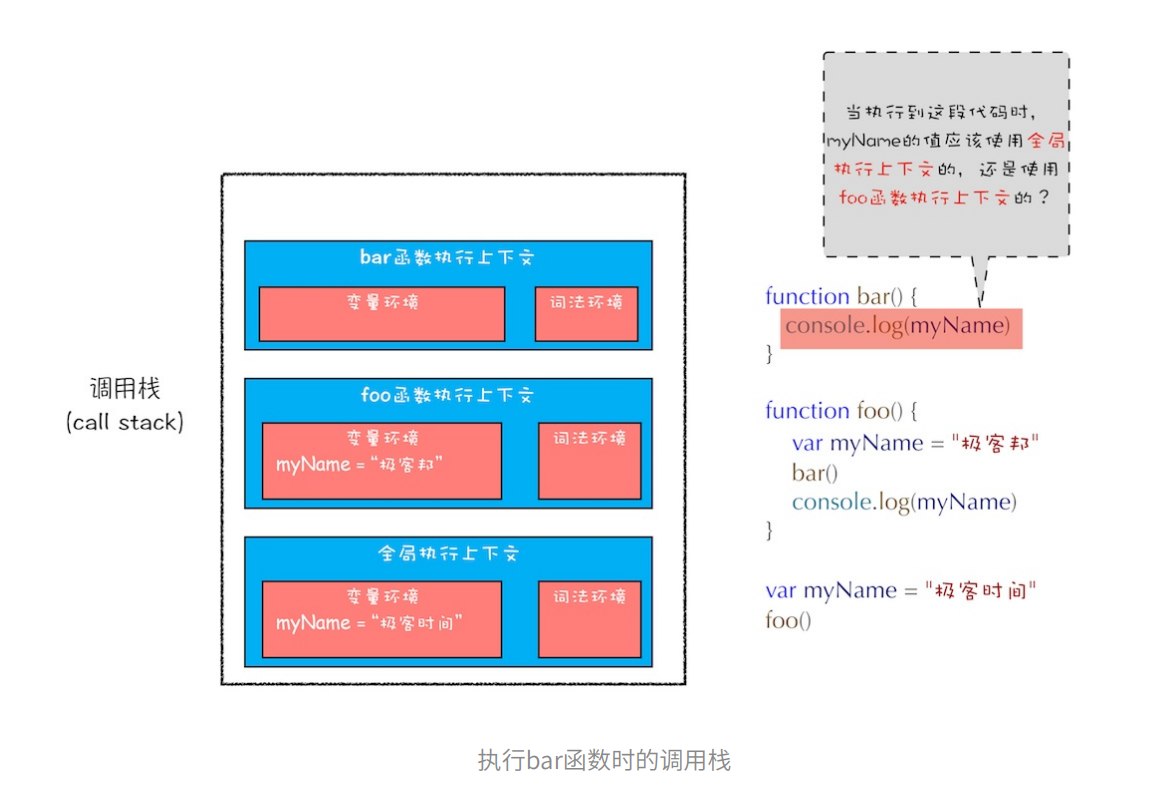 当执行到这段代码时，
myName的值应该使用全局
执行上下文的，还是使用
foo函数执行上下文的？
bar函数执行上下文
变量环境
词法环境
foo函数执行上下文
变量环境
myName = “极客邦”
词法环境
全局执行上下文
变量环境
myName = “极客时间”
词法环境
调用栈
(call stack)
function bar() {
console.log(myName)
}
function foo() {
var myName = "极客邦"
bar()
console.log(myName)
}
var myName = "极客时间"
foo()
执行bar函数时的调用栈